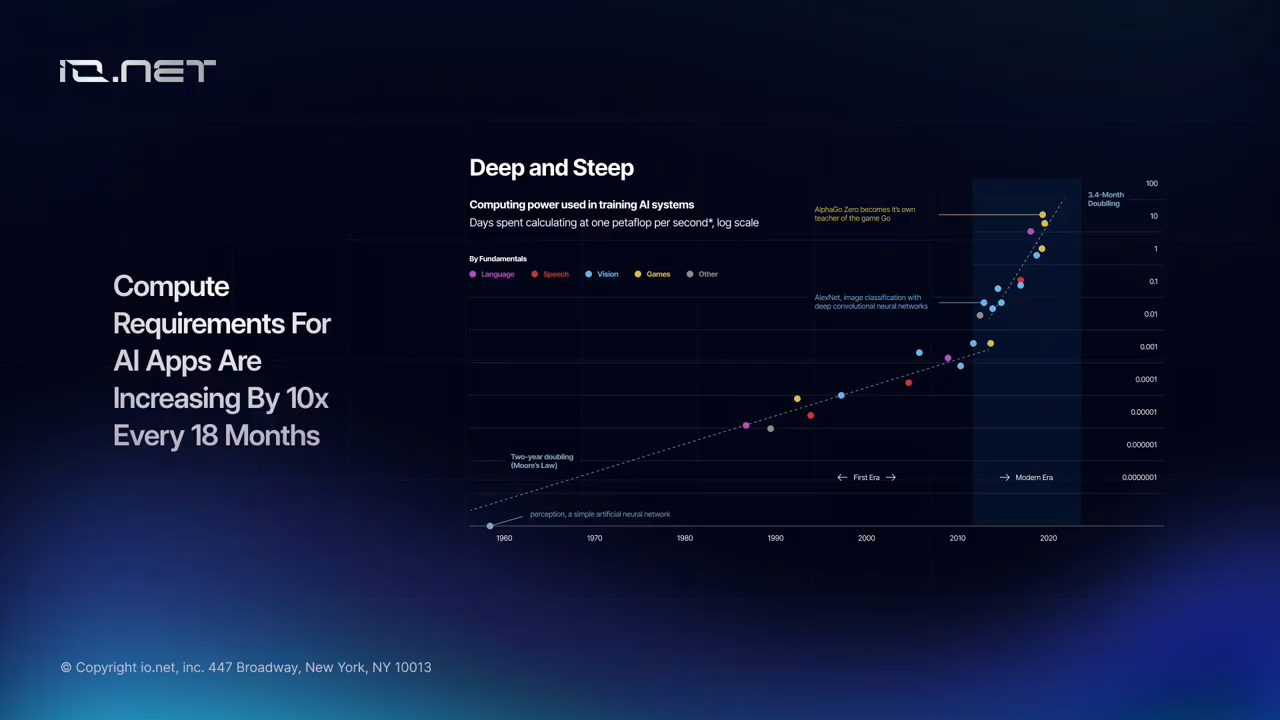 io.net
Deep and Steep
Computing power used in training AI systems
Days spent calculating at one petaflop per second*, log scale
By Fundamentals
Language
Speech
Vision
Games
Other
Compute
Requirements For
AI Apps Are
Increasing By 10x
Every 18 Months
AlphaGo Zero becomes it's own
teacher of the game Go
3.4-Month
Doublling
AlexNet, image classification with
deep convolutional neural networks
100
10
1
0.1
0.01
0.001
0.0001
0.00001
0.000001
0.0000001
Two-year doubling
(Moore's Law)
← First Era →
→ Modern Era
perception, a simple artificial neural network
1960
1970
1980
1990
2000
2010
2020
© Copyright io.net, inc. 447 Broadway, New York, NY 10013